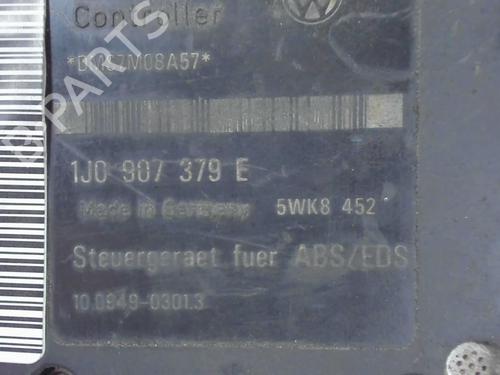 Controller
1J0 907 379 E
Made in Germany 5WK8 452
Steuergeraet fuer ABS/EDS
10.0949-0301.3
B-PARTS